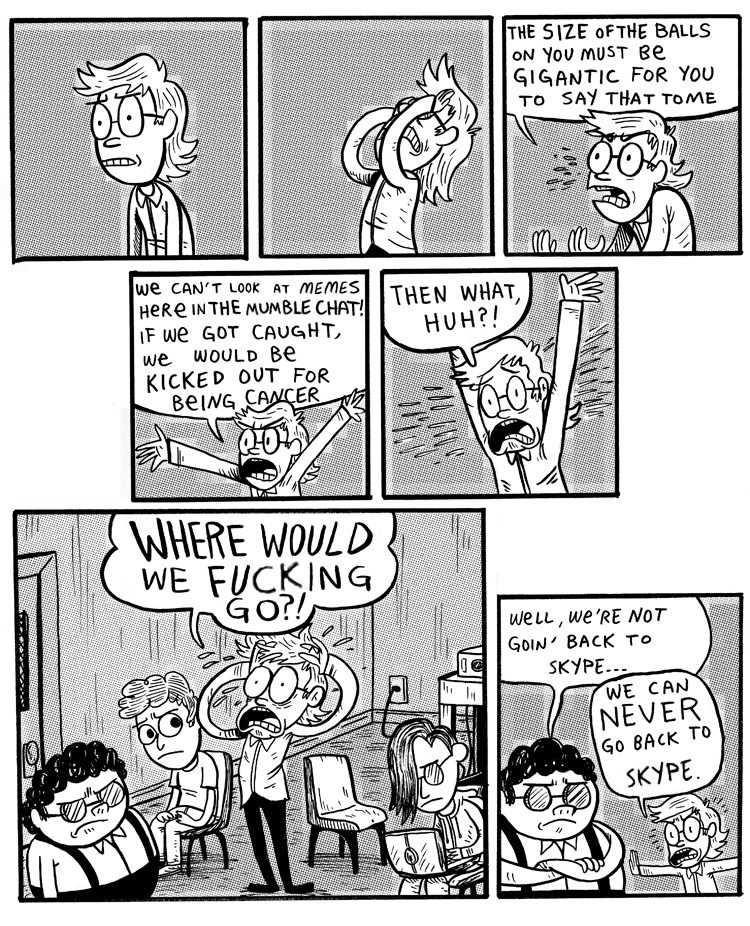 THE SIZE OF THE BALLS
ON YOU MUST BE
GIGANTIC FOR YOU
TO SAY THAT TO ME
WE CAN'T LOOK AT MEMES
HERE IN THE MUMBLE CHAT!
IF WE GOT CAUGHT,
WE WOULD BE
KICKED OUT FOR
BEING CANCER
THEN WHAT,
HUH?!
WHERE WOULD
WE FUCKING
GO?!
WELL, WE'RE NOT
GOIN' BACK TO
SKYPE...
WE CAN
NEVER
GO BACK TO
SKYPE.